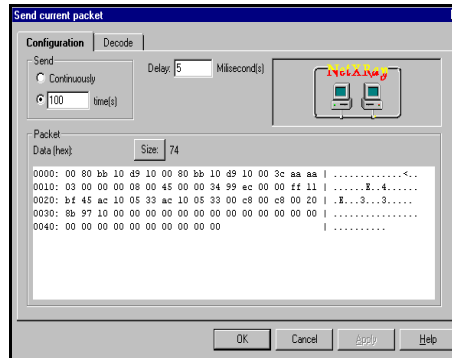 Send current packet
Configuration Decode
Send
Continuously
100 time(s)
Delay: 5 Milisecond(s)
NetXRay
Packet
Data (hex): Size: 74
0000: 00 80 bb 10 d9 10 00 80 bb 10 d9 10 00 3c aa aa | .............<..
0010: 03 00 00 00 08 00 45 00 00 34 99 ec 00 00 ff 11 | ......E..4......
0020: bf 45 ac 10 05 33 ac 10 05 33 00 c8 00 c8 00 20 | .E...3...3.....
0030: 8b 97 10 00 00 00 00 00 00 00 00 00 00 00 00 00 | ................
0040: 00 00 00 00 00 00 00 00 00 00 | ..........
OK Cancel Apply Help